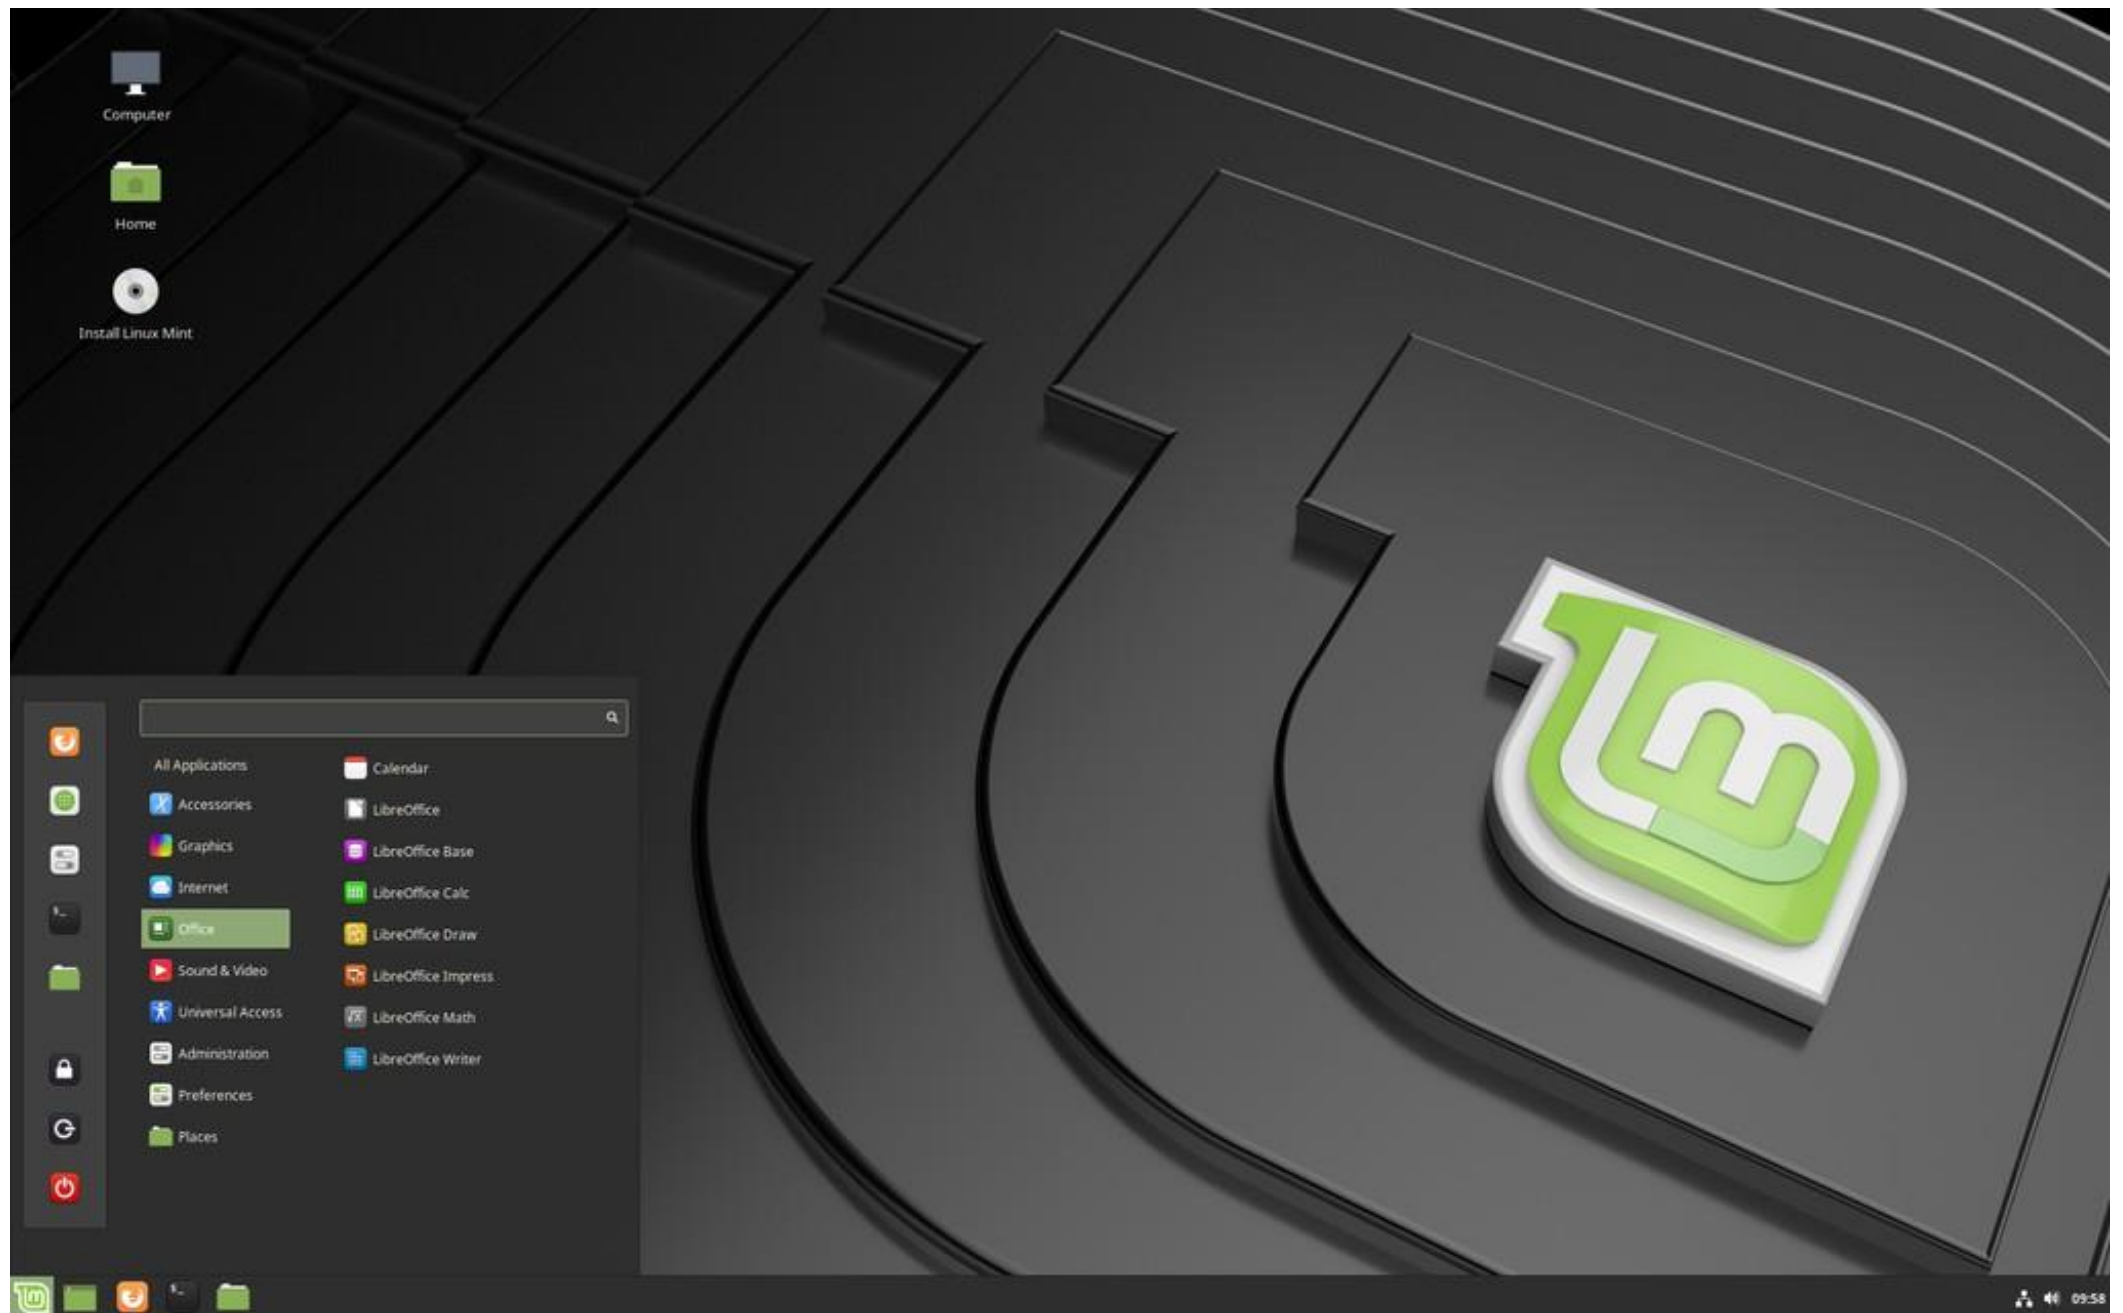 Computer
Home
Install Linux Mint
All Applications
Accessories
Graphics
Internet
Office
Sound & Video
Universal Access
Administration
Preferences
Places
Calendar
LibreOffice
LibreOffice Base
LibreOffice Calc
LibreOffice Draw
LibreOffice Impress
LibreOffice Math
LibreOffice Writer
09:58